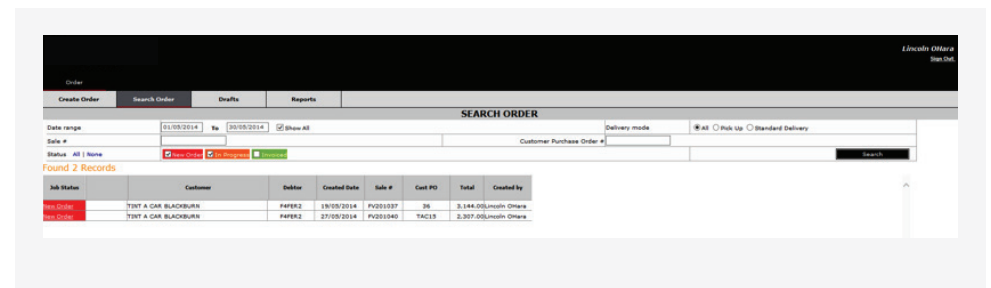 Lincoln OHara
Sign Out
Order
Create Order Search Order Drafts Reports
SEARCH ORDER
Date range 01/05/2014 To 30/05/2014 Show All Delivery mode All Pick Up Standard Delivery
Sale # Customer Purchase Order #
Status All | None New Order In Progress Invoiced Search
Found 2 Records
Job Status Customer Debtor Created Date Sale # Cust PO Total Created by
New Order TINT A CAR BLACKBURN P4FER2 19/05/2014 FV201037 36 3,144.00 Lincoln OHara
New Order TINT A CAR BLACKBURN P4FER2 27/05/2014 FV201040 TAC15 2,307.00 Lincoln OHara